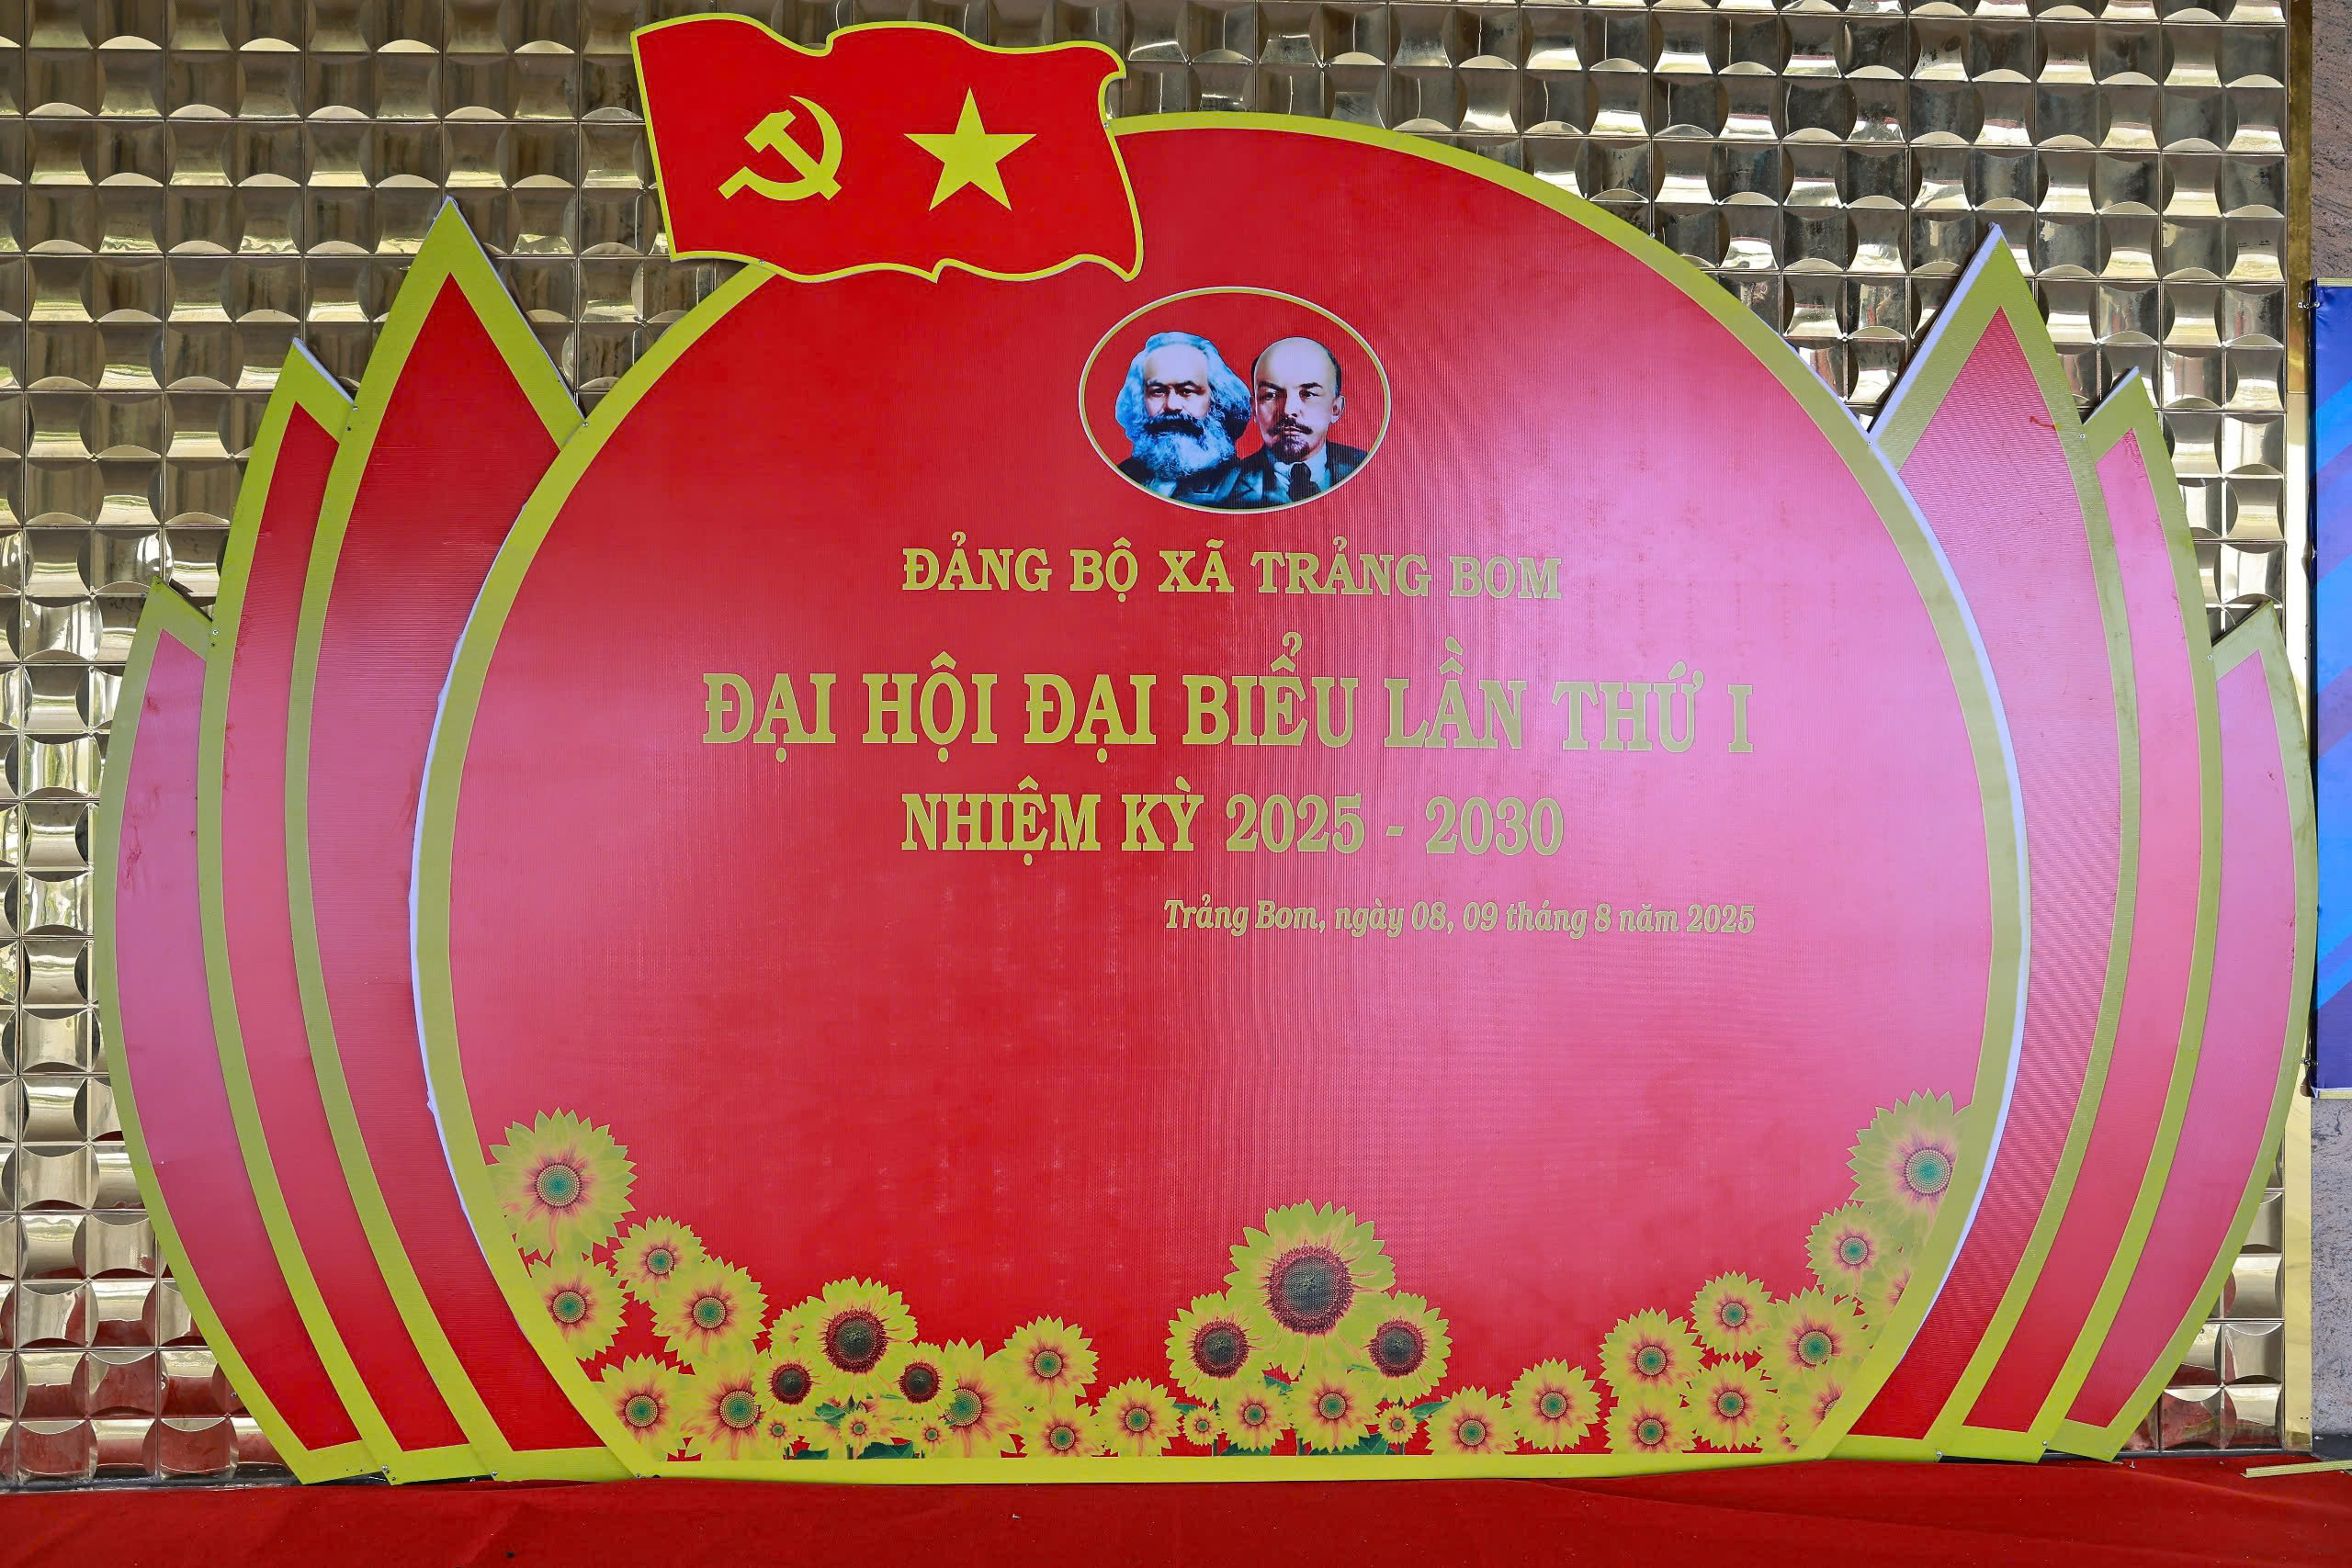 ĐẢNG BỘ XÃ TRẢNG BOM
ĐẠI HỘI ĐẠI BIỂU LẦN THỨ I
NHIỆM KỲ 2025 - 2030
Trảng Bom, ngày 08, 09 tháng 8 năm 2025